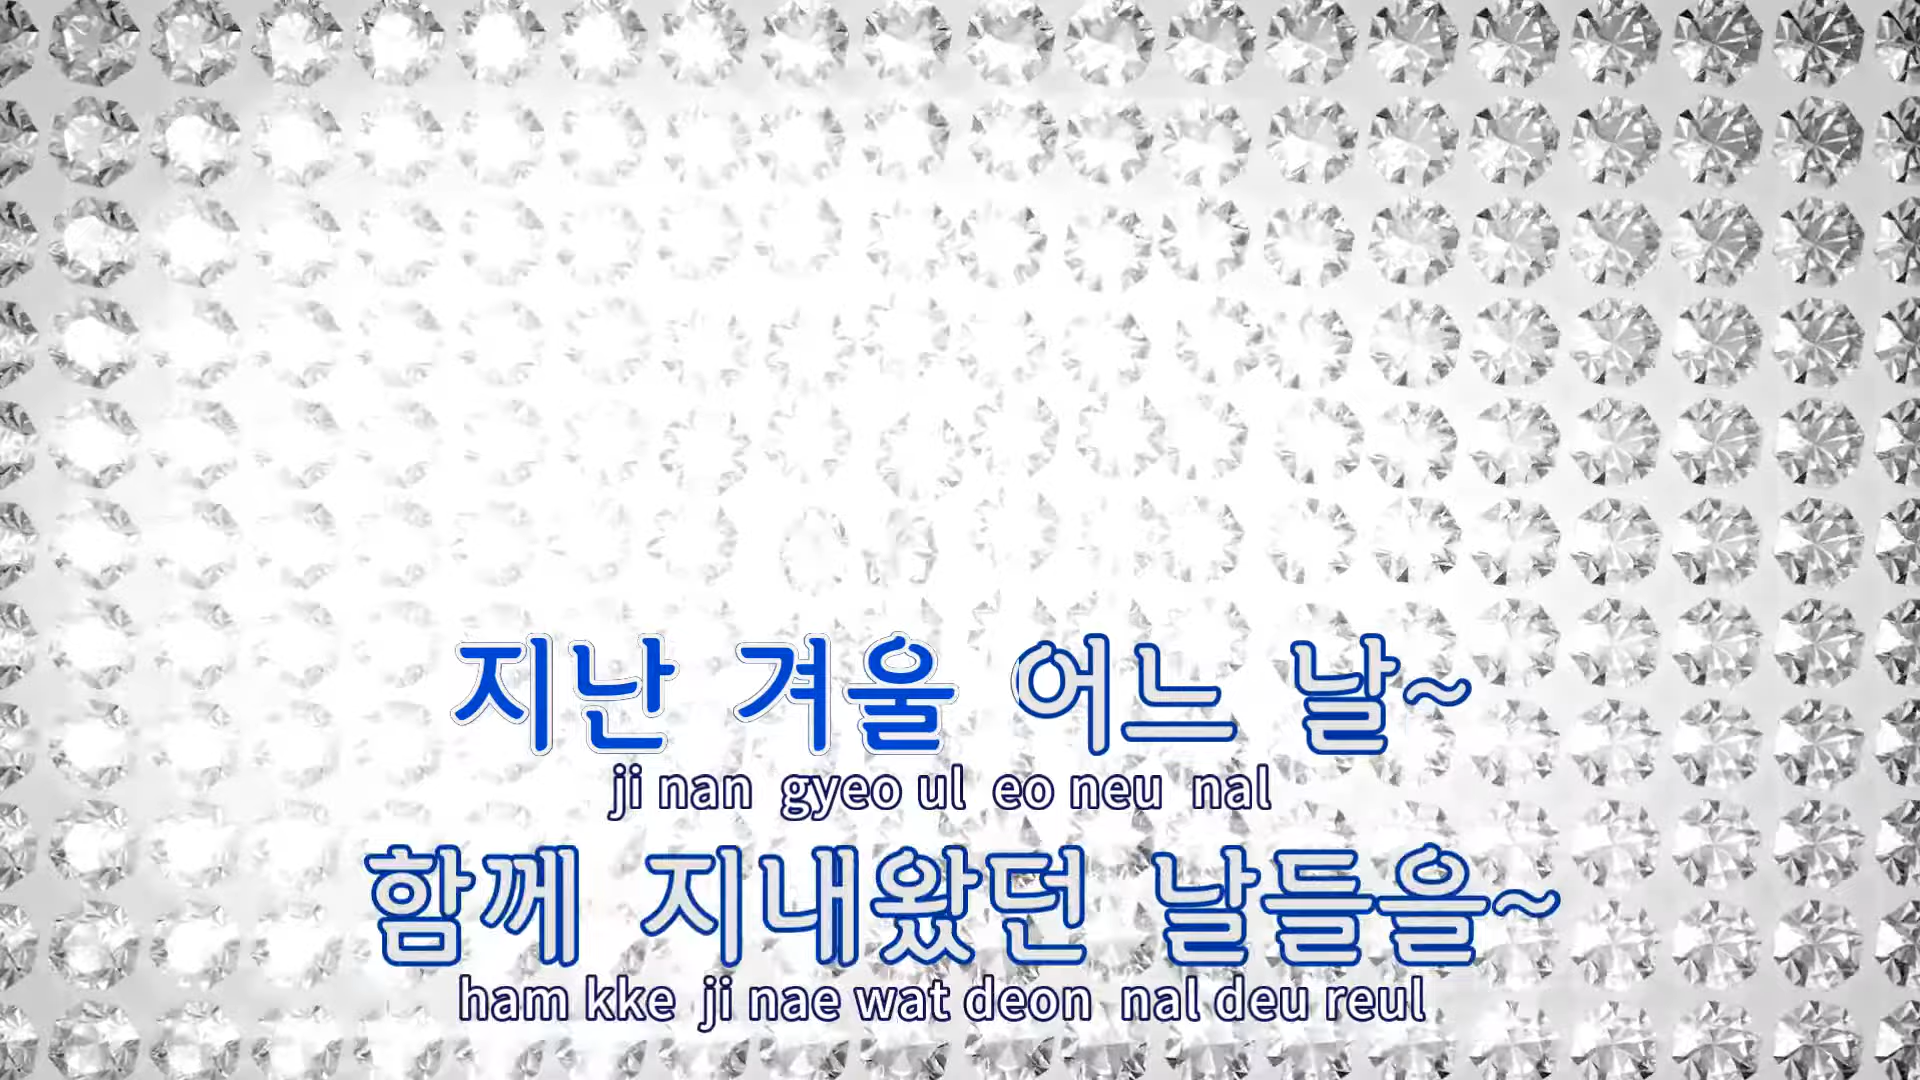 지난 겨울 어느 날~
ji nan gyeo ul eo neu nal
함께 지내왔던 날들을~
ham kke ji nae wat deon nal deu reul